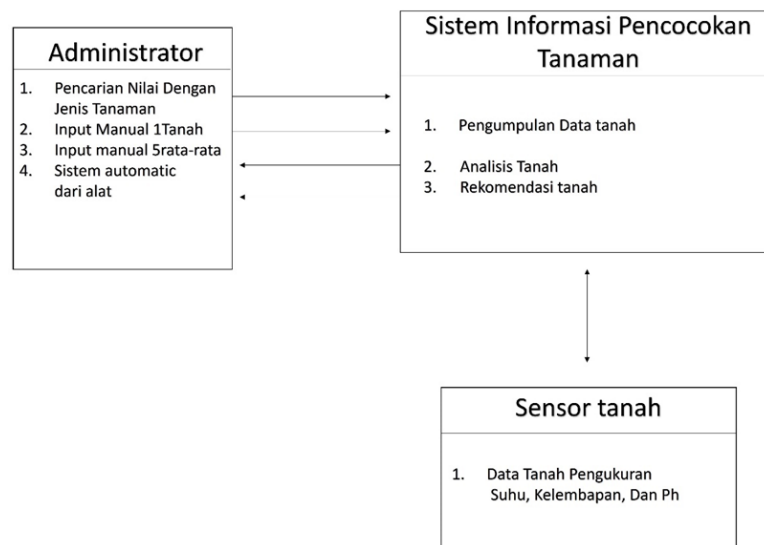 Administrator
1. Pencarian Nilai Dengan
Jenis Tanaman
2. Input Manual 1Tanah
3. Input manual 5rata-rata
4. Sistem automatic
dari alat
Sistem Informasi Pencocokan
Tanaman
1. Pengumpulan Data tanah
2. Analisis Tanah
3. Rekomendasi tanah
Sensor tanah
1. Data Tanah Pengukuran
Suhu, Kelembapan, Dan Ph